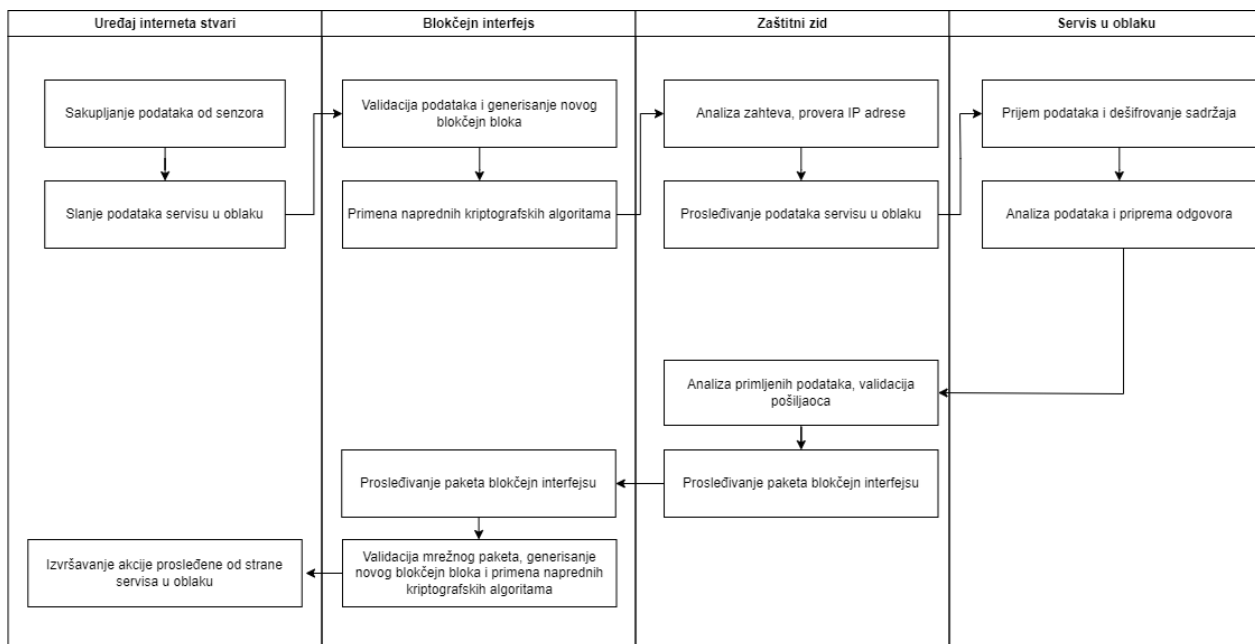 Uređaj interneta stvari
Blokčejn interfejs
Zaštitni zid
Servis u oblaku
Sakupljanje podataka od senzora
Validacija podataka i generisanje novog
blokčejn bloka
Analiza zahteva, provera IP adrese
Prijem podataka i dešifrovanje sadržaja
Slanje podataka servisu u oblaku
Primena naprednih kriptografskih algoritama
Prosleđivanje podataka servisu u oblaku
Analiza podataka i priprema odgovora
Analiza primljenih podataka, validacija
pošiljaoca
Prosleđivanje paketa blokčejn interfejsu
Prosleđivanje paketa blokčejn interfejsu
Izvršavanje akcije prosleđene od strane
servisa u oblaku
Validacija mrežnog paketa, generisanje
novog blokčejn bloka i primena naprednih
kriptografskih algoritama